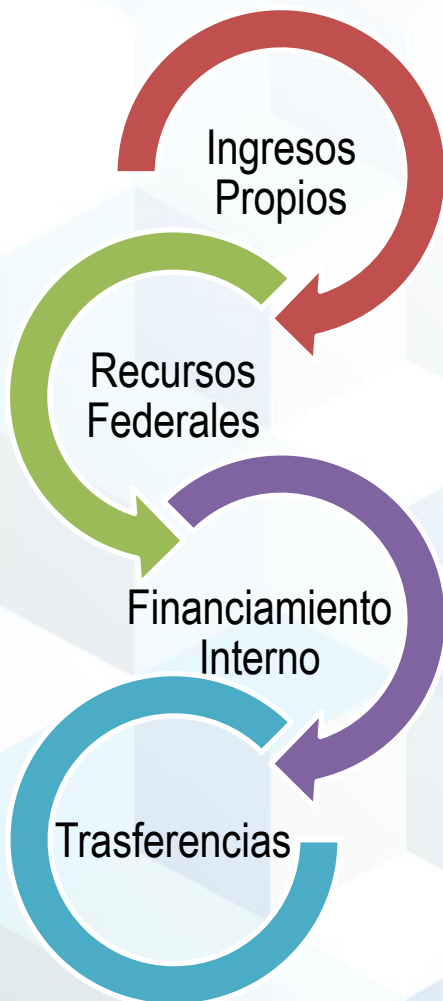 Ingresos
Propios
Recursos
Federales
Financiamiento
Interno
Trasferencias